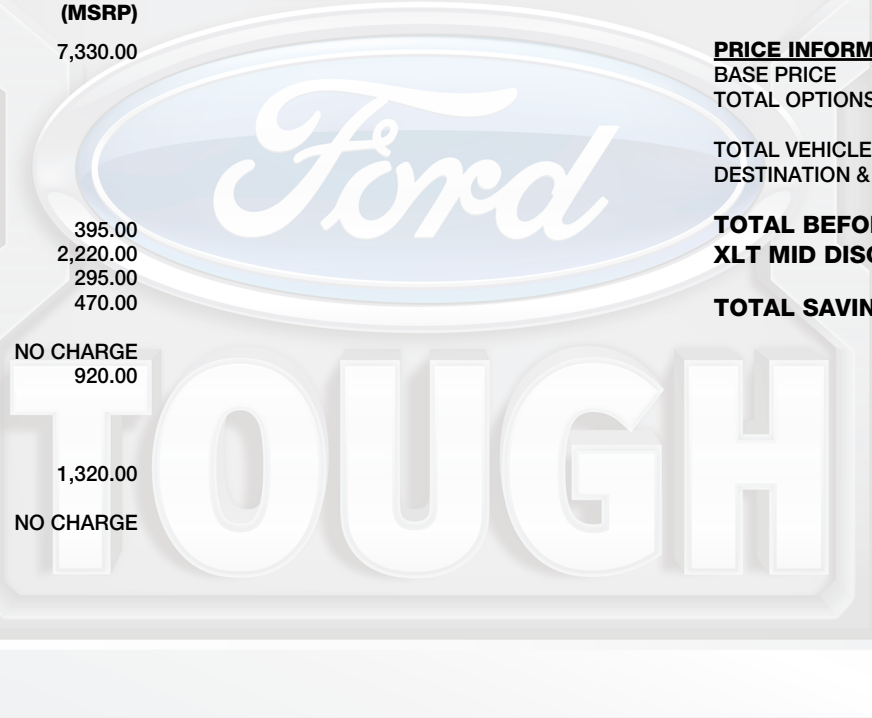 (MSRP)
7,330.00
395.00
2,220.00
295.00
470.00
NO CHARGE
920.00
1,320.00
NO CHARGE
PRICE INFORM
BASE PRICE
TOTAL OPTIONS
TOTAL VEHICLE
DESTINATION &
TOTAL BEFO
XLT MID DISC
TOTAL SAVIN
Ford
TOUGH